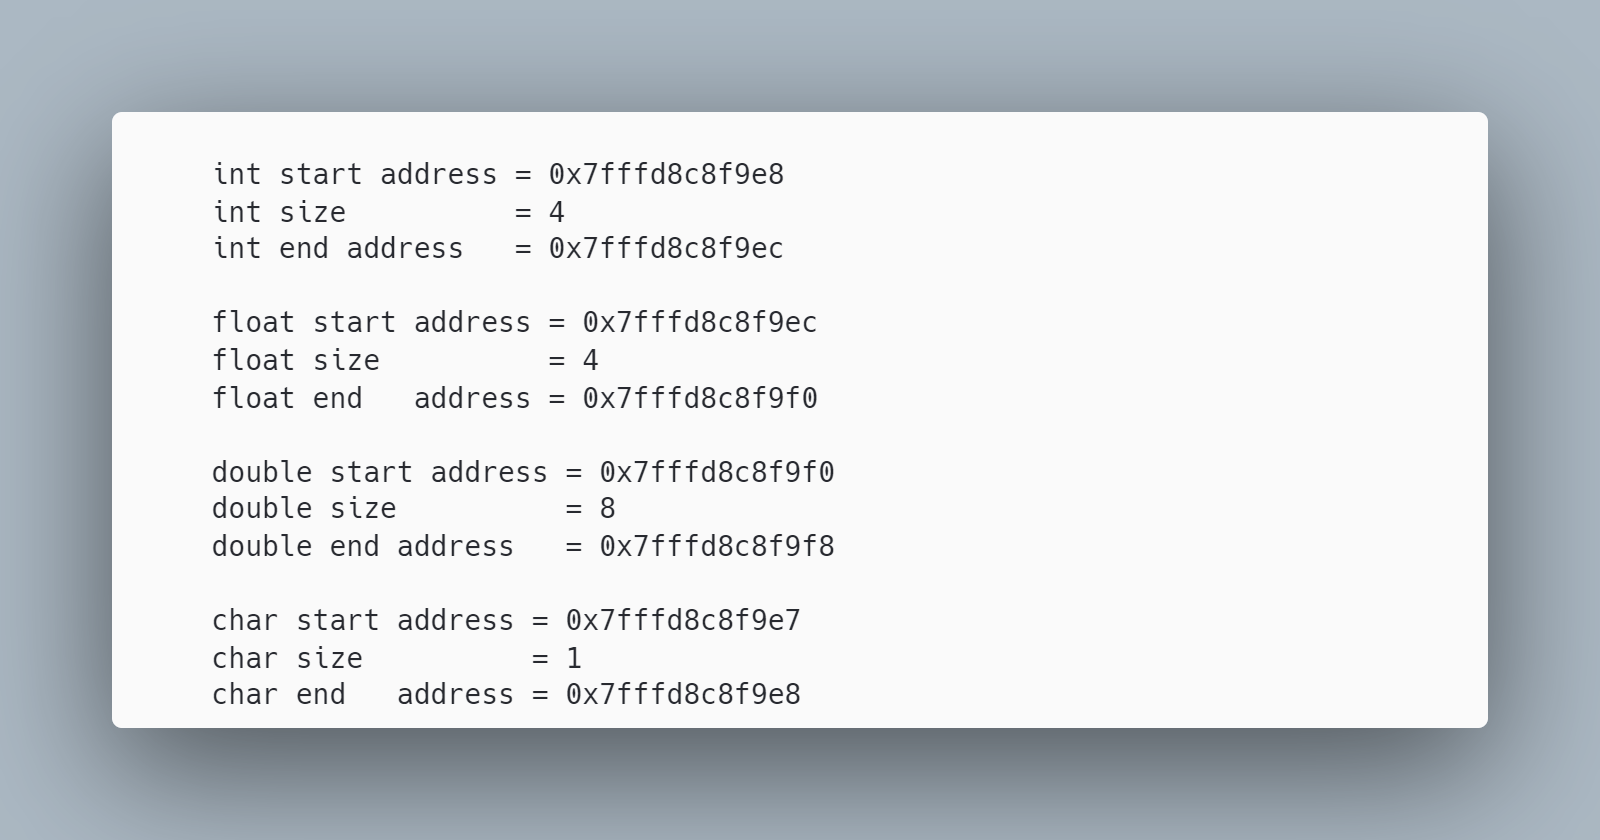 int start address = 0x7fffd8c8f9e8
int size          = 4
int end address   = 0x7fffd8c8f9ec

float start address = 0x7fffd8c8f9ec
float size          = 4
float end   address = 0x7fffd8c8f9f0

double start address = 0x7fffd8c8f9f0
double size          = 8
double end address   = 0x7fffd8c8f9f8

char start address = 0x7fffd8c8f9e7
char size          = 1
char end   address = 0x7fffd8c8f9e8